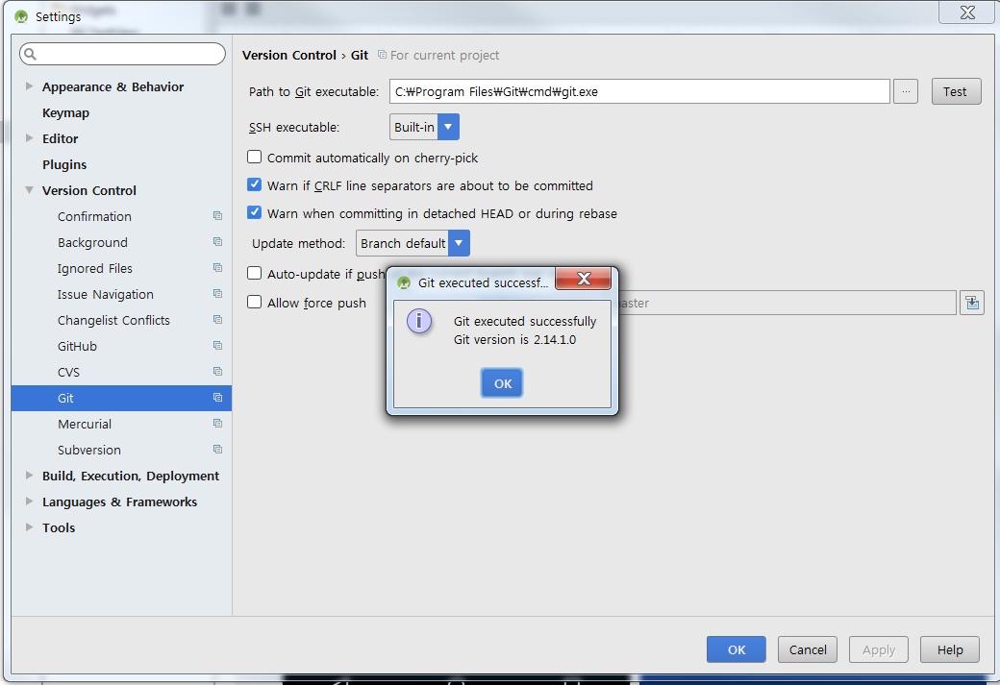 Settings
Version Control › Git For current project
Appearance & Behavior
Keymap
Editor
Plugins
Version Control
Confirmation
Background
Ignored Files
Issue Navigation
Changelist Conflicts
GitHub
CVS
Git
Mercurial
Subversion
Build, Execution, Deployment
Languages & Frameworks
Tools
Path to Git executable: C:₩Program Files₩Git₩cmd₩git.exe ... Test
SSH executable: Built-in
Commit automatically on cherry-pick
Warn if CRLF line separators are about to be committed
Warn when committing in detached HEAD or during rebase
Update method: Branch default
Auto-update if push
Allow force push
Git executed successf...
Git executed successfully
Git version is 2.14.1.0
OK
OK Cancel Apply Help